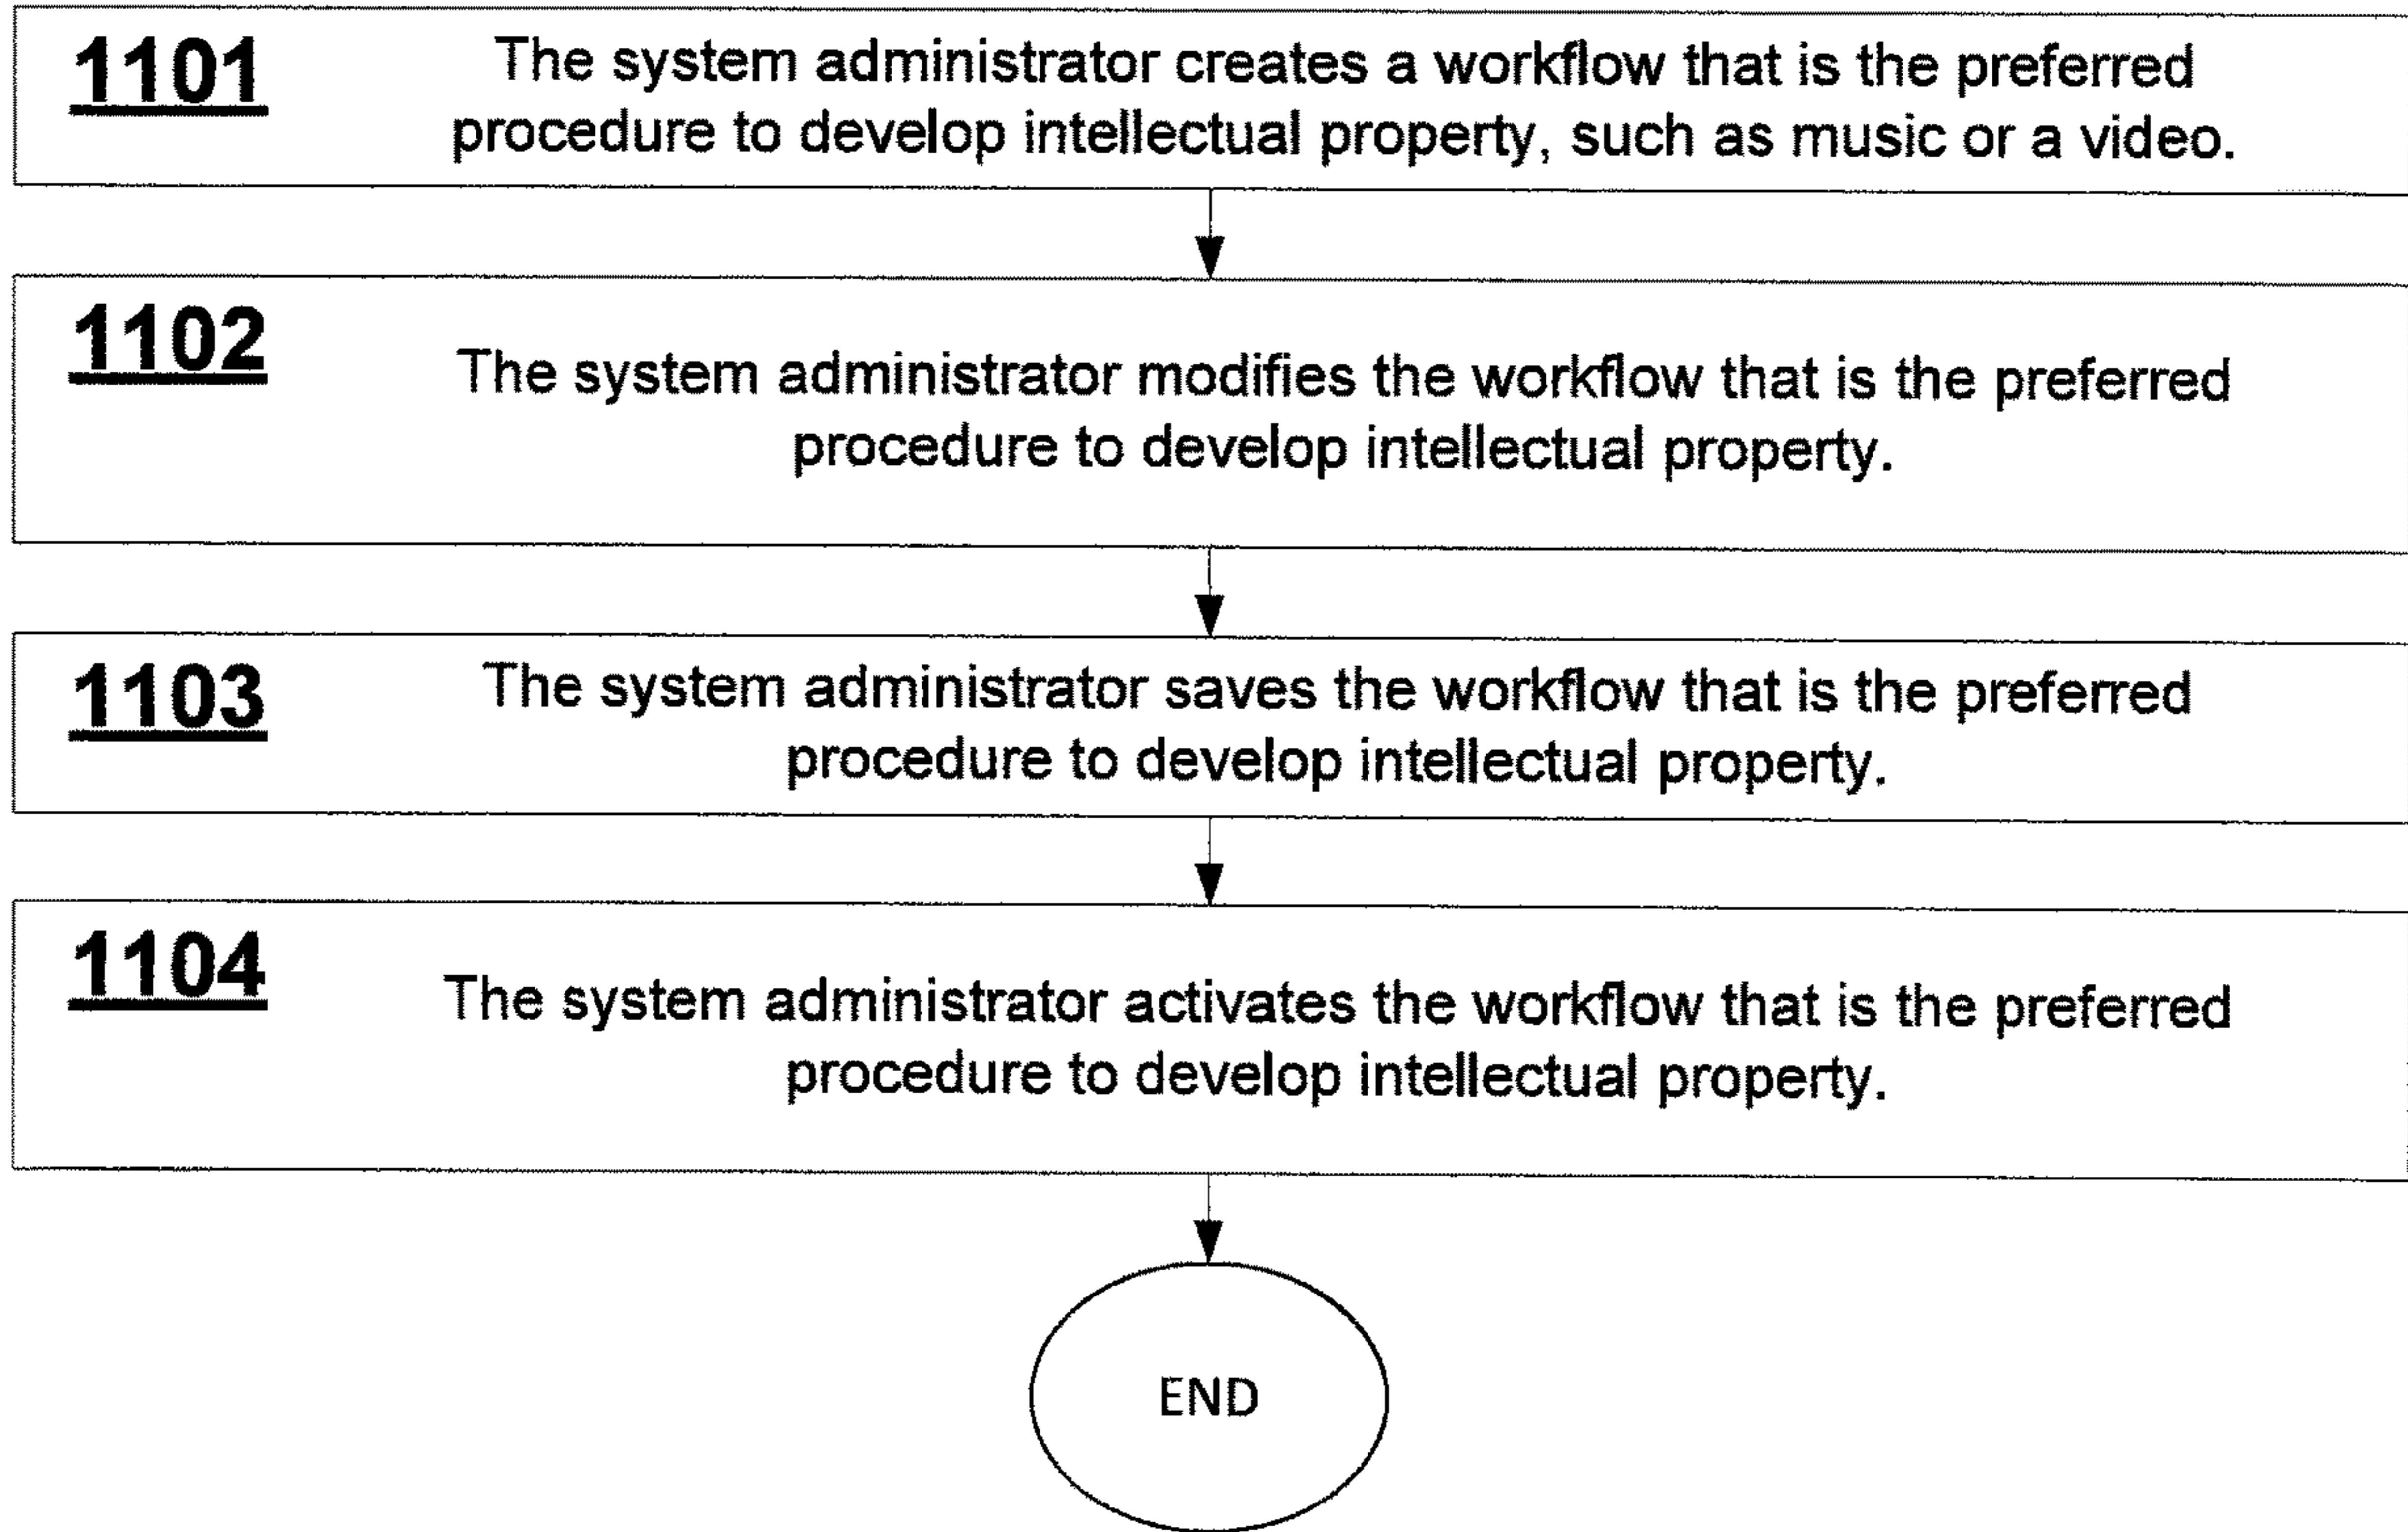 1101
The system administrator creates a workflow that is the preferred
procedure to develop intellectual property, such as music or a video.
1102
The system administrator modifies the workflow that is the preferred
procedure to develop intellectual property.
1103
The system administrator saves the workflow that is the preferred
procedure to develop intellectual property.
1104
The system administrator activates the workflow that is the preferred
procedure to develop intellectual property.
END